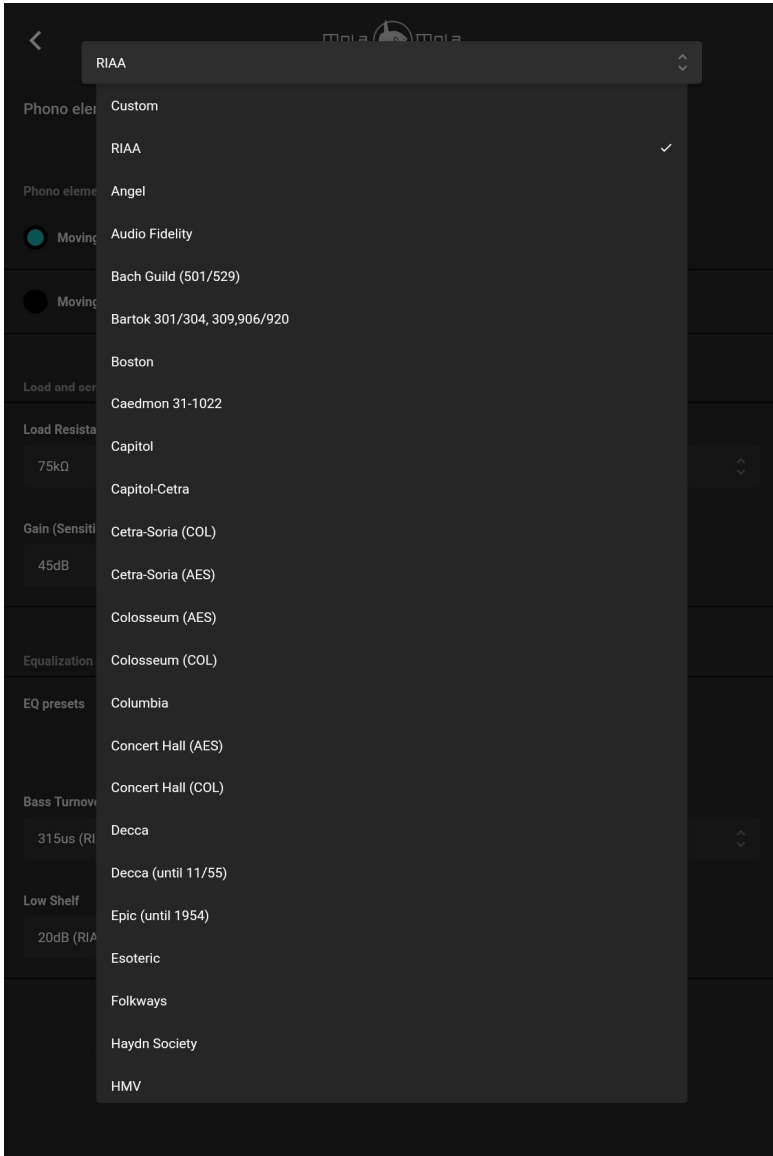 mola mola
RIAA
Phono elem
Custom
RIAA
Phono eleme
Angel
Moving
Audio Fidelity
Bach Guild (501/529)
Moving
Bartok 301/304, 309,906/920
Boston
Load and sen
Caedmon 31-1022
Load Resista
Capitol
75kΩ
Capitol-Cetra
Gain (Sensiti
Cetra-Soria (COL)
45dB
Cetra-Soria (AES)
Colosseum (AES)
Equalization
Colosseum (COL)
EQ presets
Columbia
Concert Hall (AES)
Concert Hall (COL)
Bass Turnove
Decca
315us (RI
Decca (until 11/55)
Low Shelf
Epic (until 1954)
20dB (RIA
Esoteric
Folkways
Haydn Society
HMV